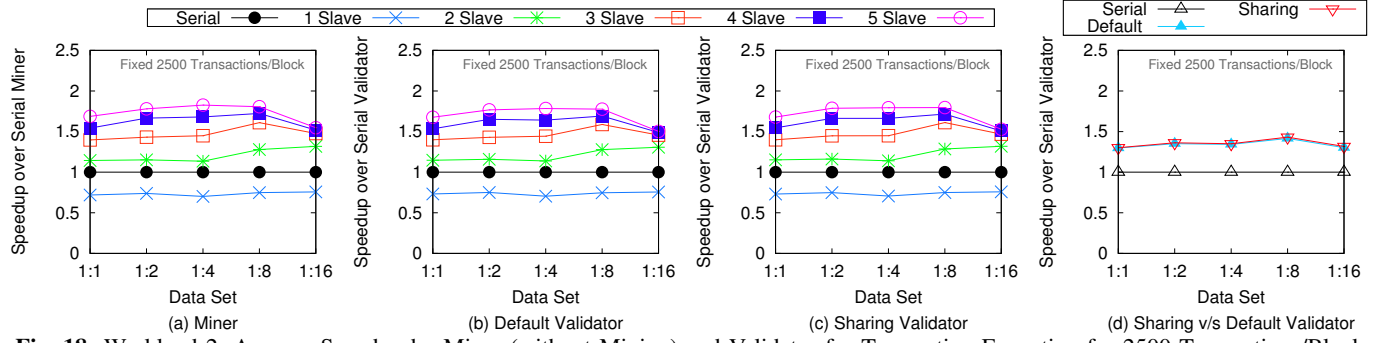 Serial 1 Slave 2 Slave 3 Slave 4 Slave 5 Slave
Serial Sharing
Default
Speedup over Serial Miner
2.5
2
1.5
1
0.5
0
Fixed 2500 Transactions/Block
1:1 1:2 1:4 1:8 1:16
Data Set
(a) Miner
Speedup over Serial Validator
2.5
2
1.5
1
0.5
0
Fixed 2500 Transactions/Block
1:1 1:2 1:4 1:8 1:16
Data Set
(b) Default Validator
Speedup over Serial Validator
2.5
2
1.5
1
0.5
0
Fixed 2500 Transactions/Block
1:1 1:2 1:4 1:8 1:16
Data Set
(c) Sharing Validator
Speedup over Serial Validator
2.5
2
1.5
1
0.5
0
Fixed 2500 Transactions/Block
1:1 1:2 1:4 1:8 1:16
Data Set
(d) Sharing v/s Default Validator